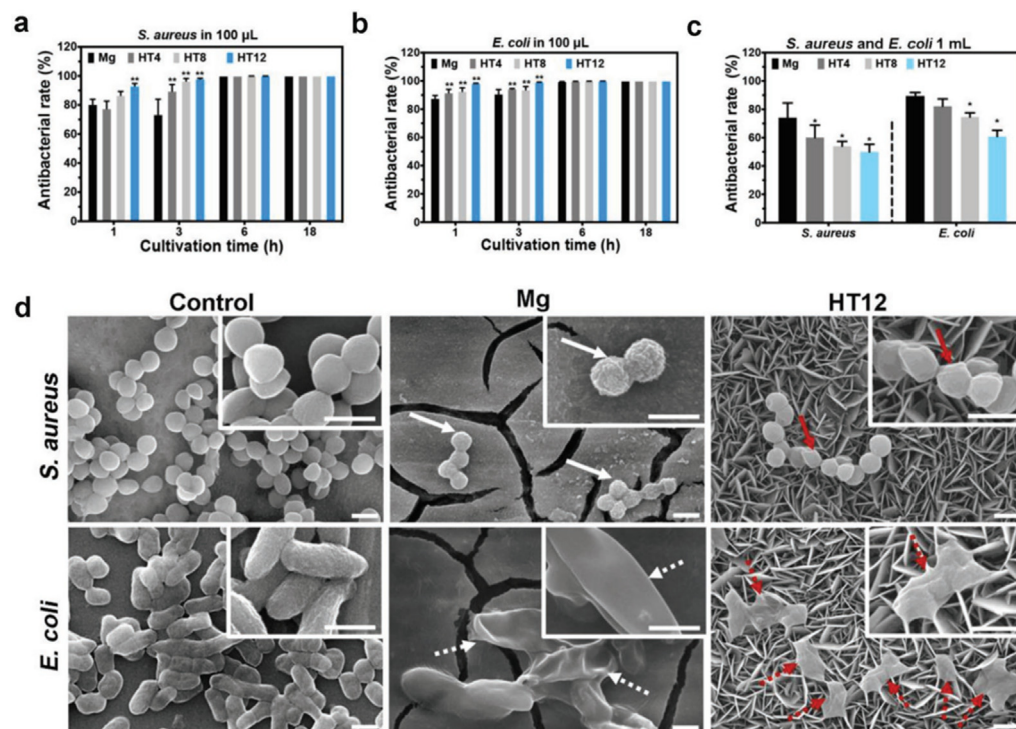 a
S. aureus in 100 µL
Mg HT4 HT8 HT12
Antibacterial rate (%)
120
100
80
60
40
20
0
** ** ** **
1 3 6 18
Cultivation time (h)
b
E. coli in 100 µL
Mg HT4 HT8 HT12
Antibacterial rate (%)
120
100
80
60
40
20
0
** ** ** ** ** **
1 3 6 18
Cultivation time (h)
c
S. aureus and E. coli 1 mL
Mg HT4 HT8 HT12
Antibacterial rate (%)
120
100
80
60
40
20
0
* * * * *
S. aureus E. coli
d
Control Mg HT12
S. aureus
E. coli